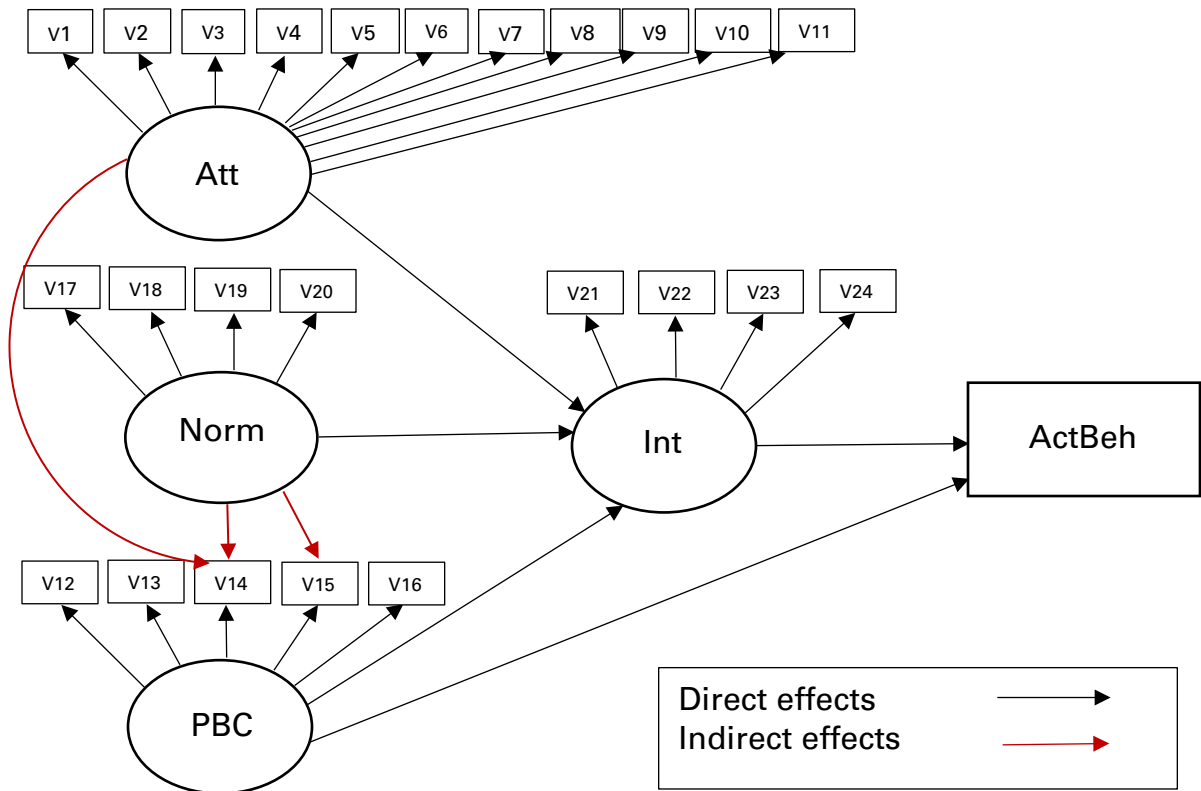 V1 V2 V3 V4 V5 V6 V7 V8 V9 V10 V11
Att
V17 V18 V19 V20
V21 V22 V23 V24
Norm
Int
ActBeh
V12 V13 V14 V15 V16
PBC
Direct effects
Indirect effects